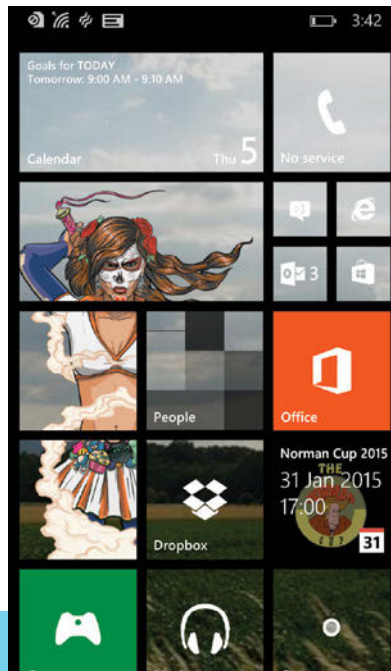 3:42
Goals for TODAY
Tomorrow: 9:00 AM - 9:10 AM
Calendar
Thu 5
No service
3
People
Office
Norman Cup 2015
THE
31 Jan 2015
17:00
CUP
31
Dropbox